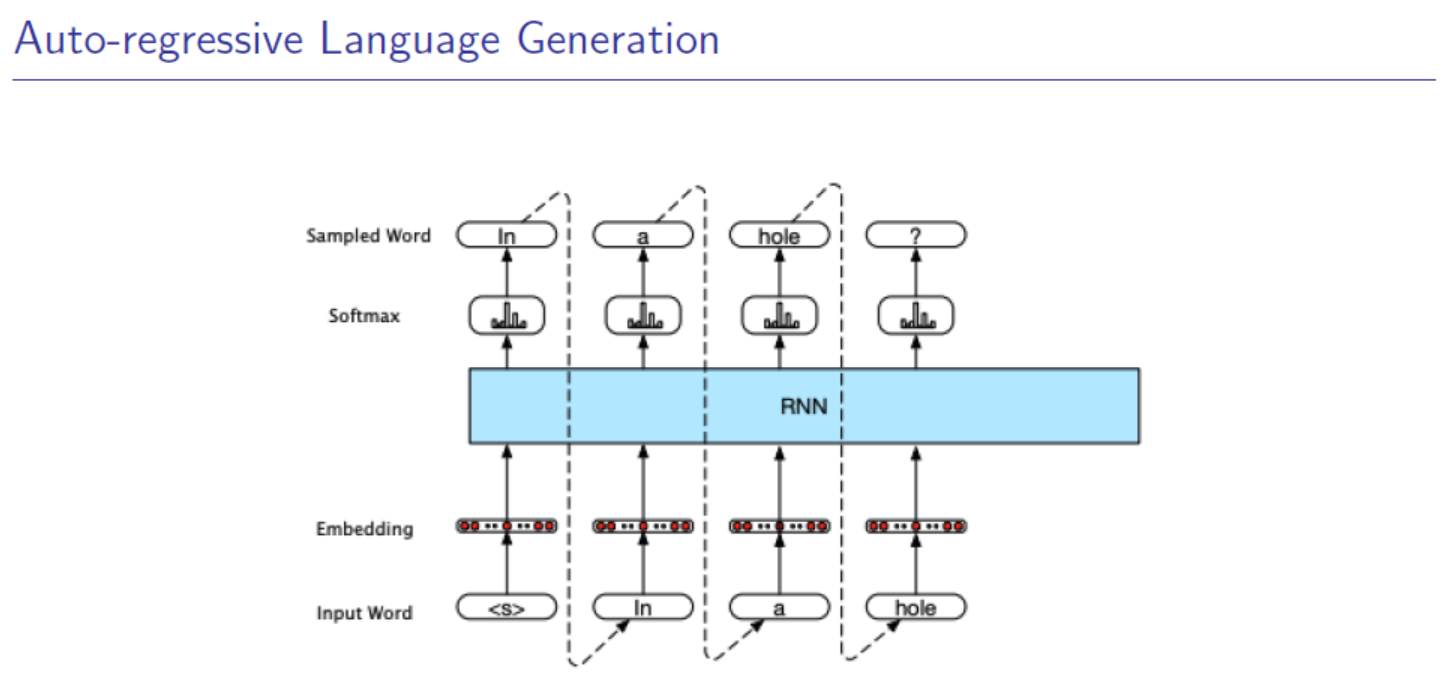 Auto-regressive Language Generation
Sampled Word In a hole ?
Softmax
RNN
Embedding
Input Word <s> In a hole